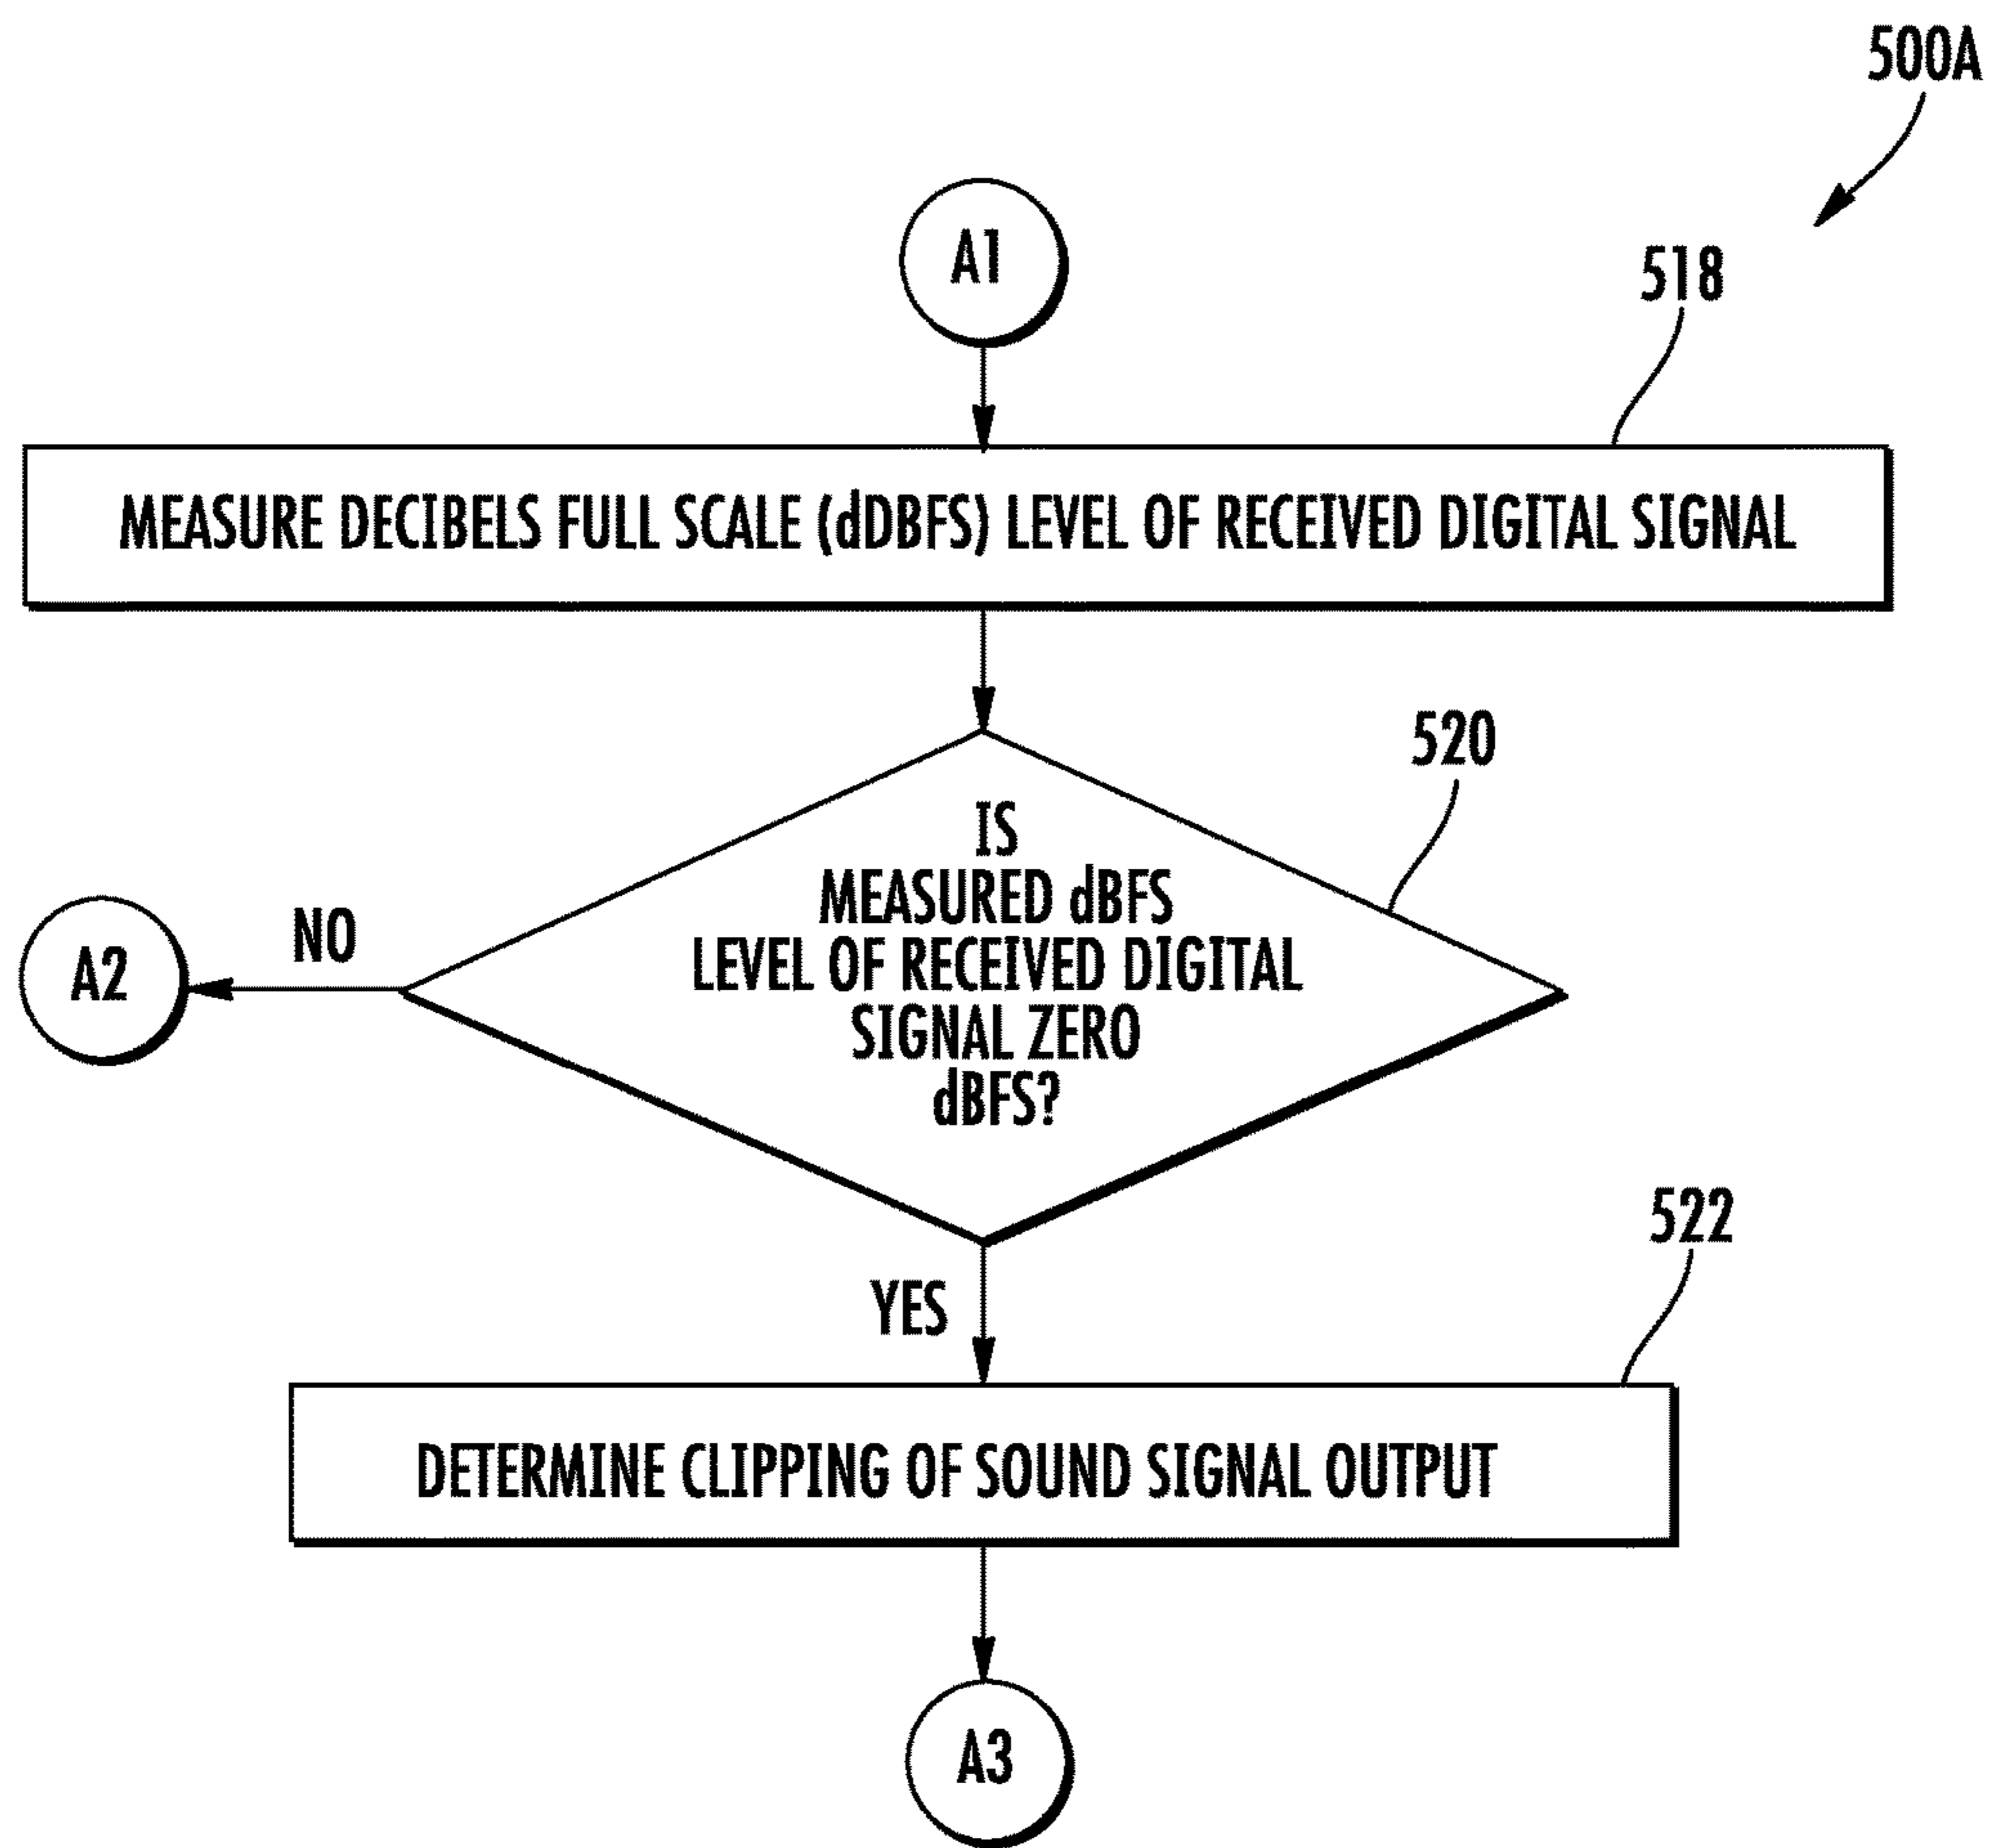 500A
A1
518
MEASURE DECIBELS FULL SCALE (dDBFS) LEVEL OF RECEIVED DIGITAL SIGNAL
520
IS
MEASURED dBFS
LEVEL OF RECEIVED DIGITAL
SIGNAL ZERO
dBFS?
NO
A2
522
YES
DETERMINE CLIPPING OF SOUND SIGNAL OUTPUT
A3